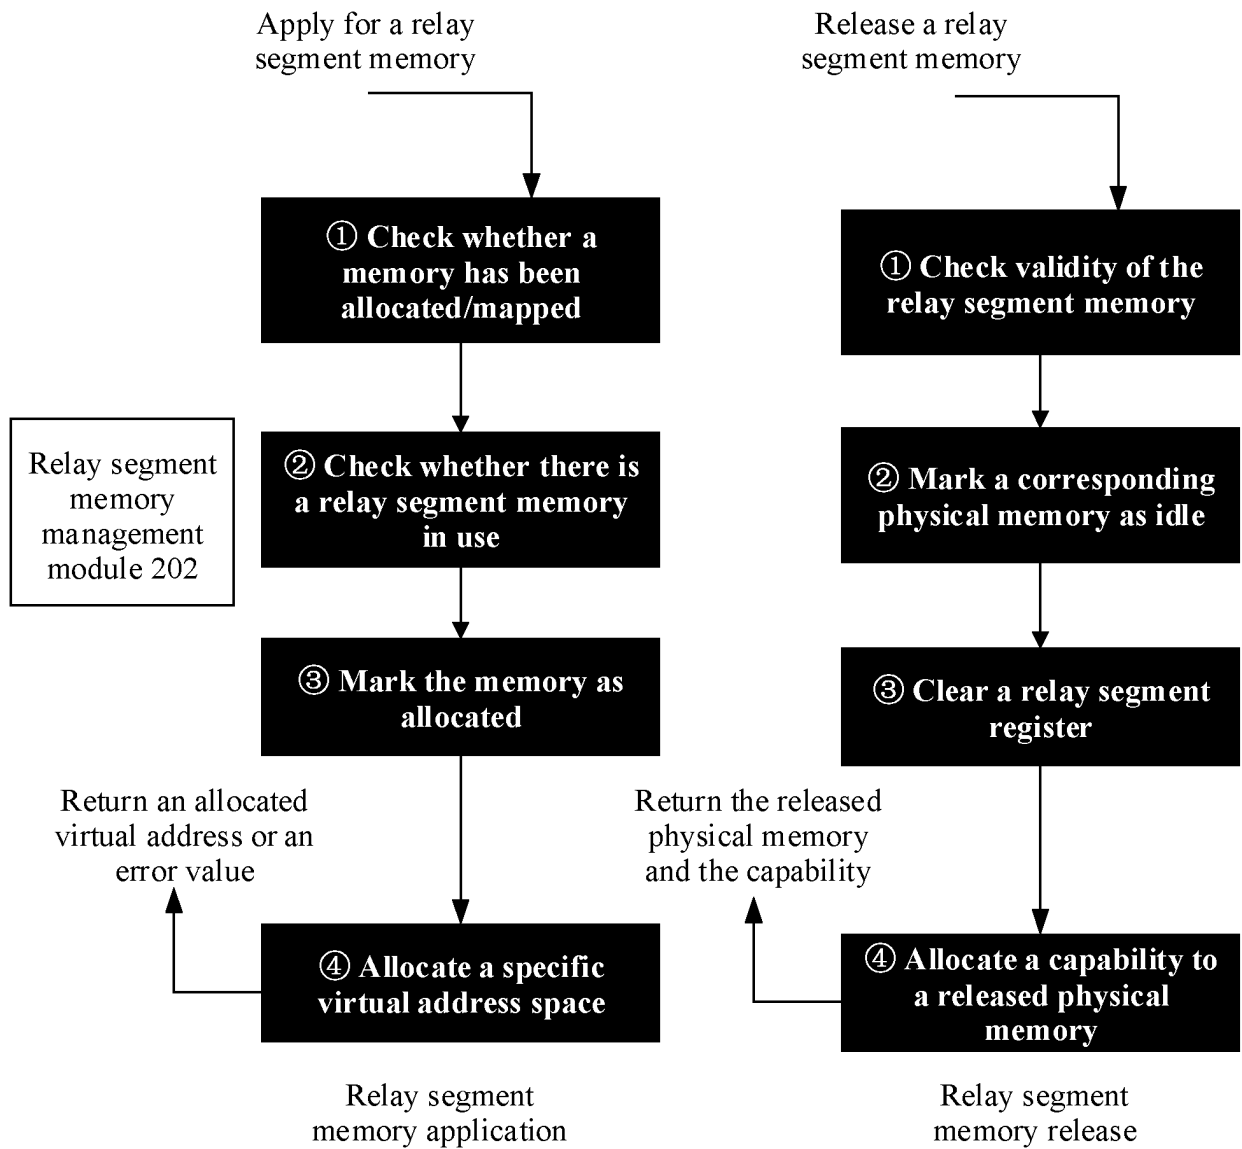 Apply for a relay
segment memory
① Check whether a
memory has been
allocated/mapped
② Check whether there is
a relay segment memory
in use
Relay segment
memory
management
module 202
③ Mark the memory as
allocated
Return an allocated
virtual address or an
error value
④ Allocate a specific
virtual address space
Relay segment
memory application
Release a relay
segment memory
① Check validity of the
relay segment memory
② Mark a corresponding
physical memory as idle
③ Clear a relay segment
register
Return the released
physical memory
and the capability
④ Allocate a capability to
a released physical
memory
Relay segment
memory release